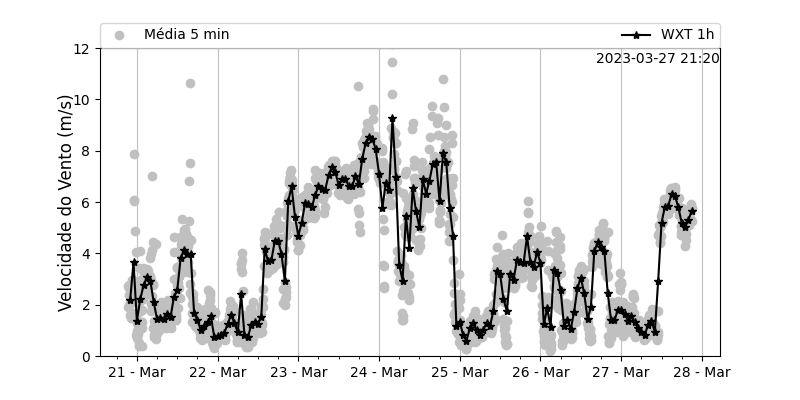 Média 5 min
WXT 1h
2023-03-27 21:20
Velocidade do Vento (m/s)
12
10
8
6
4
2
0
21 - Mar
22 - Mar
23 - Mar
24 - Mar
25 - Mar
26 - Mar
27 - Mar
28 - Mar